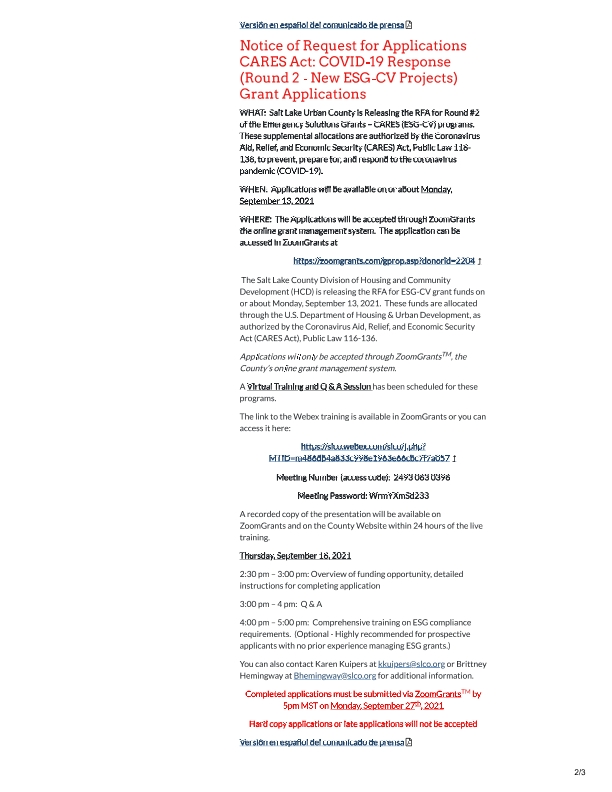 Versión en español del comunicado de prensa
Notice of Request for Applications
CARES Act: COVID-19 Response
(Round 2 - New ESG-CV Projects)
Grant Applications
WHAT: Salt Lake Urban County is Releasing the RFA for Round #2
of the Emergency Solutions Grants – CARES (ESG-CV) programs.
These supplemental allocations are authorized by the Coronavirus
Aid, Relief, and Economic Security (CARES) Act, Public Law 116-
136, to prevent, prepare for, and respond to the coronavirus
pandemic (COVID-19).
WHEN: Applications will be available on or about Monday,
September 13, 2021
WHERE: The Applications will be accepted through ZoomGrants
the online grant management system. The application can be
accessed in ZoomGrants at
https://zoomgrants.com/gprop.asp?donorid=2204
The Salt Lake County Division of Housing and Community
Development (HCD) is releasing the RFA for ESG-CV grant funds on
or about Monday, September 13, 2021. These funds are allocated
through the U.S. Department of Housing & Urban Development, as
authorized by the Coronavirus Aid, Relief, and Economic Security
Act (CARES Act), Public Law 116-136.
Applications will only be accepted through ZoomGrants™, the
County's online grant management system.
A Virtual Training and Q & A Session has been scheduled for these
programs.
The link to the Webex training is available in ZoomGrants or you can
access it here:
https://slco.webex.com/slco/j.php?
Meeting Number (access code): 2493 063 0398
Meeting Password: WrmYXmSd233
A recorded copy of the presentation will be available on
ZoomGrants and on the County Website within 24 hours of the live
training.
Thursday, September 16, 2021
2:30 pm – 3:00 pm: Overview of funding opportunity, detailed
instructions for completing application
3:00 pm – 4 pm: Q & A
4:00 pm – 5:00 pm: Comprehensive training on ESG compliance
requirements. (Optional - Highly recommended for prospective
applicants with no prior experience managing ESG grants.)
You can also contact Karen Kuipers at kkuipers@slco.org or Brittney
Hemingway at Bhemingway@slco.org for additional information.
Completed applications must be submitted via ZoomGrants™ by
5pm MST on Monday, September 27th, 2021
Hard copy applications or late applications will not be accepted
Versión en español del comunicado de prensa
2/3